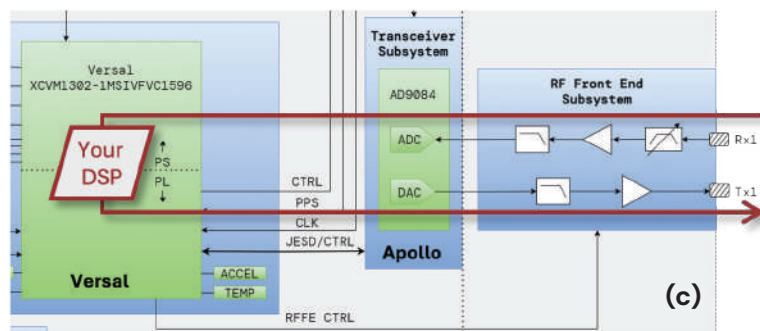 Versal
XCVM1302-1MSIVFVC1596
Your
DSP
PS
PL
Versal
CTRL
PPS
CLK
JESD/CTRL
ACCEL
TEMP
RFFE CTRL
Transceiver
Subsystem
AD9084
ADC
DAC
Apollo
RF Front End
Subsystem
Rx1
Tx1
(c)